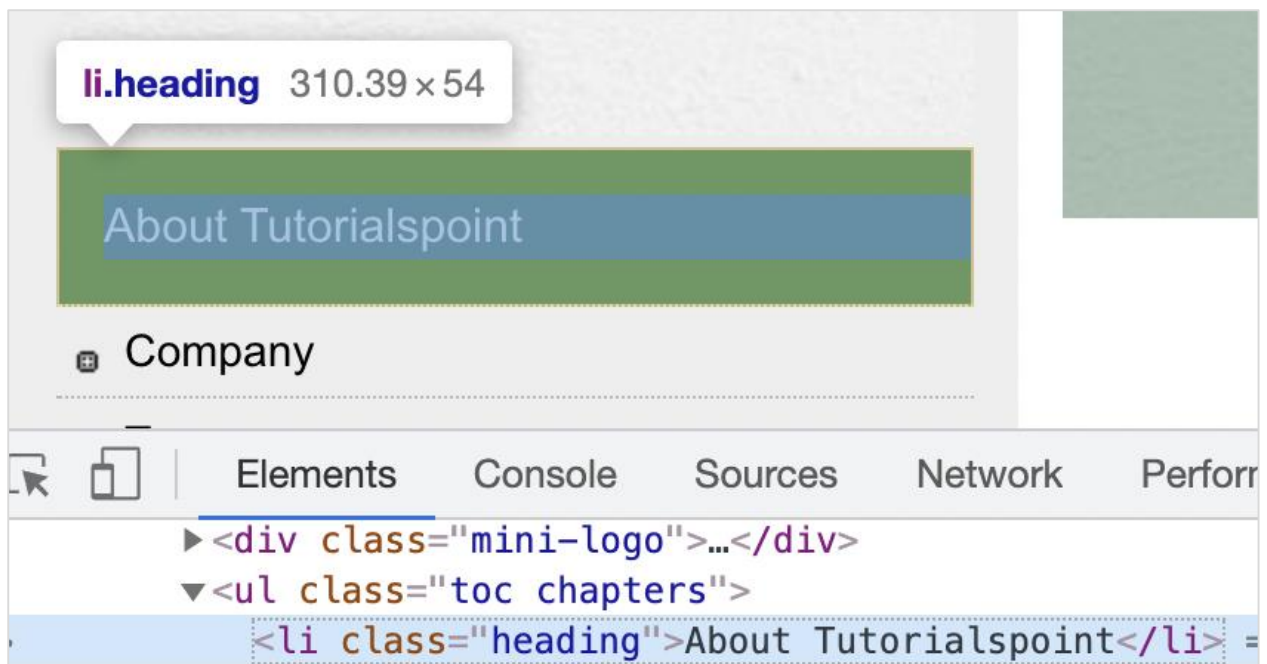 li.heading 310.39 × 54
About Tutorialspoint
Company
Elements Console Sources Network Perforr
▶<div class="mini-logo">…</div>
▼<ul class="toc chapters">
<li class="heading">About Tutorialspoint</li> =